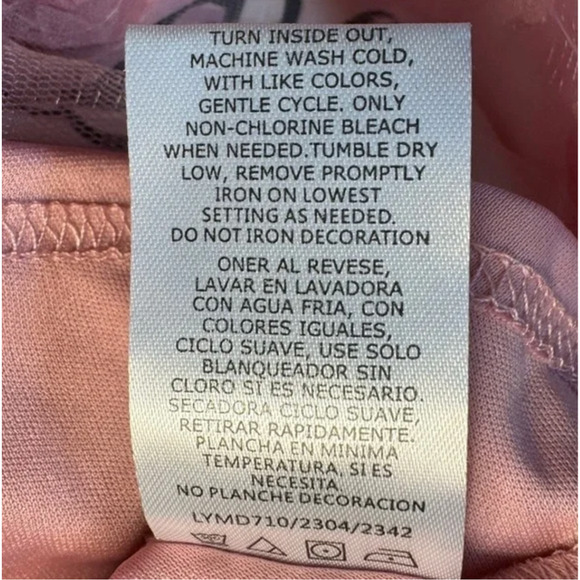 TURN INSIDE OUT,
MACHINE WASH COLD,
WITH LIKE COLORS,
GENTLE CYCLE. ONLY
NON-CHLORINE BLEACH
WHEN NEEDED.TUMBLE DRY
LOW, REMOVE PROMPTLY
IRON ON LOWEST
SETTING AS NEEDED.
DO NOT IRON DECORATION
ONER AL REVESE,
LAVAR EN LAVADORA
CON AGUA FRIA, CON
COLORES IGUALES,
CICLO SUAVE, USE SOLO
BLANQUEADOR SIN
CLORO SI ES NECESARIO.
SECADORA CICLO SUAVE,
RETIRAR RAPIDAMENTE.
PLANCHA EN MINIMA
TEMPERATURA, SI ES
NECESITA.
NO PLANCHE DECORACION
LYMD710/2304/2342